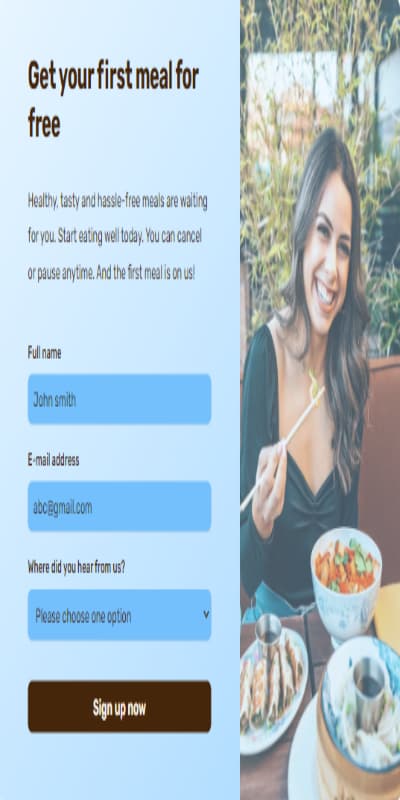 Get your first meal for
free
Healthy, tasty and hassle-free meals are waiting
for you. Start eating well today. You can cancel
or pause anytime. And the first meal is on us!
Full name
John smith
E-mail address
abc@gmail.com
Where did you hear from us?
Please choose one option
Sign up now